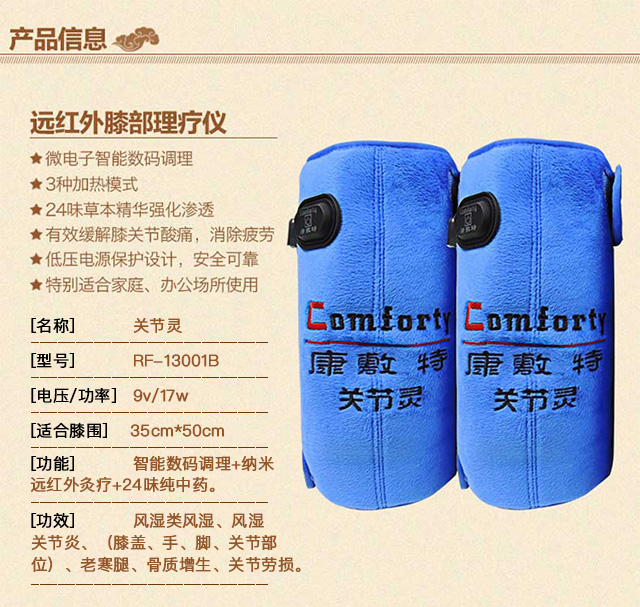 产品信息
远红外膝部理疗仪
★微电子智能数码调理
★3种加热模式
★24味草本精华强化渗透
★有效缓解膝关节酸痛，消除疲劳
★低压电源保护设计，安全可靠
★特别适合家庭、办公场所使用
[名称] 关节灵
[型号] RF-13001B
[电压/功率] 9v/17w
[适合膝围] 35cm*50cm
[功能] 智能数码调理+纳米
远红外灸疗+24味纯中药。
[功效] 风湿类风湿、风湿
关节炎、（膝盖、手、脚、关节部
位）、老寒腿、骨质增生、关节劳损。
Comforty
康敷特
关节灵
Comforty
康敷特
关节灵